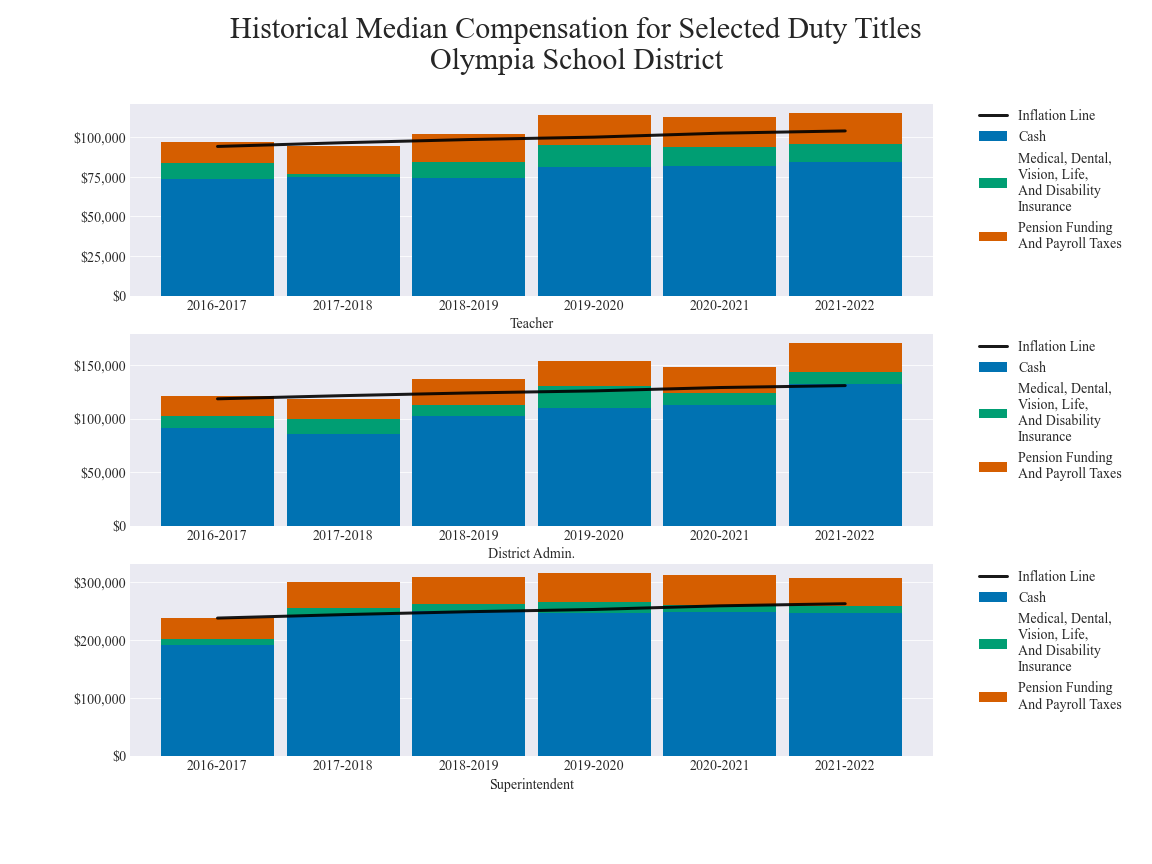 Historical Median Compensation for Selected Duty Titles
Olympia School District
$100,000
$75,000
$50,000
$25,000
$0
2016-2017 2017-2018 2018-2019 2019-2020 2020-2021 2021-2022
Teacher
Inflation Line
Cash
Medical, Dental,
Vision, Life,
And Disability
Insurance
Pension Funding
And Payroll Taxes
$150,000
$100,000
$50,000
$0
2016-2017 2017-2018 2018-2019 2019-2020 2020-2021 2021-2022
District Admin.
Inflation Line
Cash
Medical, Dental,
Vision, Life,
And Disability
Insurance
Pension Funding
And Payroll Taxes
$300,000
$200,000
$100,000
$0
2016-2017 2017-2018 2018-2019 2019-2020 2020-2021 2021-2022
Superintendent
Inflation Line
Cash
Medical, Dental,
Vision, Life,
And Disability
Insurance
Pension Funding
And Payroll Taxes